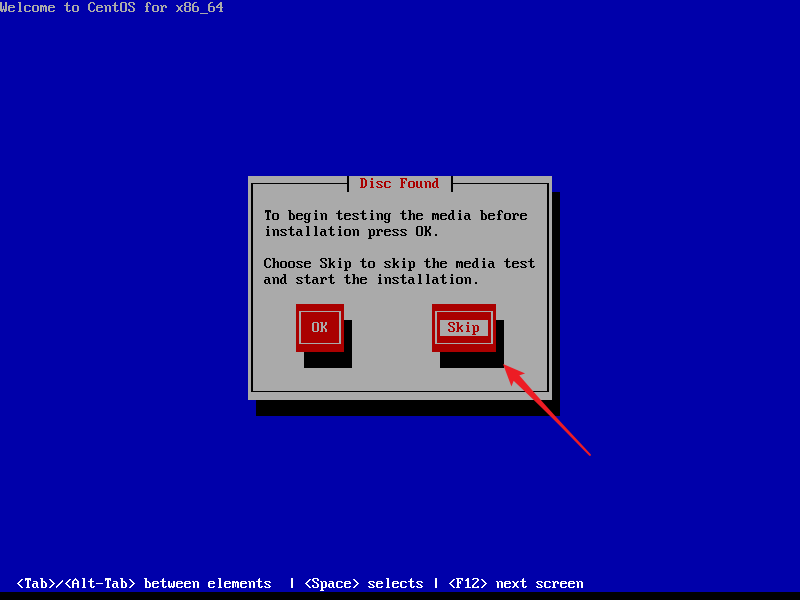 Welcome to CentOS for x86_64
Disc Found
To begin testing the media before
installation press OK.
Choose Skip to skip the media test
and start the installation.
OK Skip
<Tab>/<Alt-Tab> between elements | <Space> selects | <F12> next screen